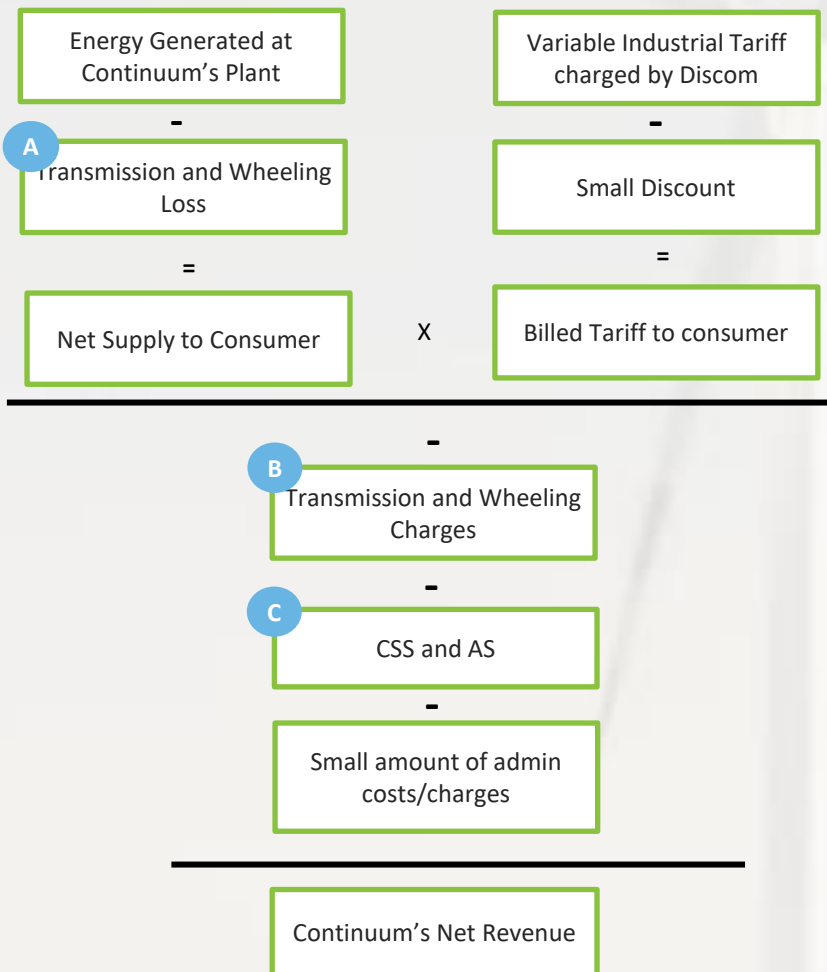 Energy Generated at
Continuum’s Plant
-
A
Transmission and Wheeling
Loss
=
Net Supply to Consumer
X
Variable Industrial Tariff
charged by Discom
-
Small Discount
=
Billed Tariff to consumer
-
B
Transmission and Wheeling
Charges
-
C
CSS and AS
-
Small amount of admin
costs/charges
Continuum’s Net Revenue